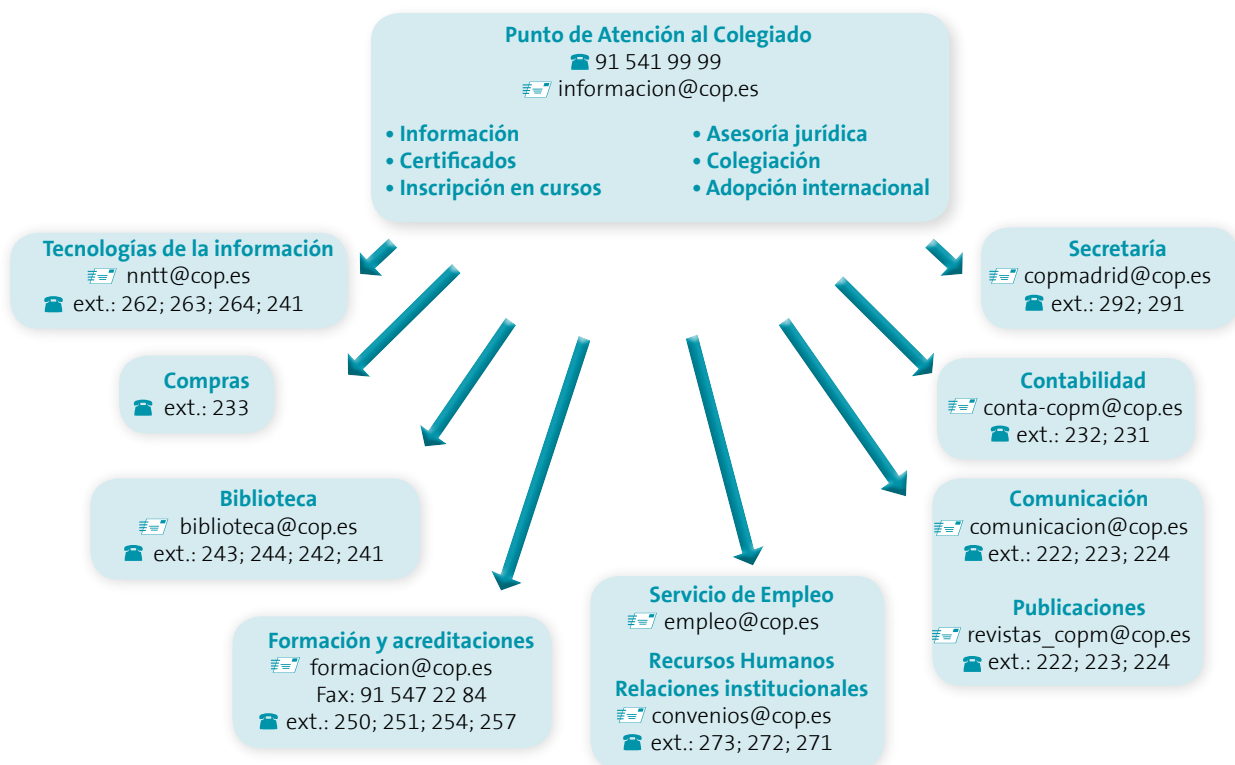 Punto de Atención al Colegiado
91 541 99 99
informacion@cop.es
• Información
• Certificados
• Inscripción en cursos
• Asesoría jurídica
• Colegiación
• Adopción internacional
Tecnologías de la información
nntt@cop.es
ext.: 262; 263; 264; 241
Compras
ext.: 233
Biblioteca
biblioteca@cop.es
ext.: 243; 244; 242; 241
Formación y acreditaciones
formacion@cop.es
Fax: 91 547 22 84
ext.: 250; 251; 254; 257
Servicio de Empleo
empleo@cop.es
Recursos Humanos
Relaciones institucionales
convenios@cop.es
ext.: 273; 272; 271
Secretaría
copmadrid@cop.es
ext.: 292; 291
Contabilidad
conta-copm@cop.es
ext.: 232; 231
Comunicación
comunicacion@cop.es
ext.: 222; 223; 224
Publicaciones
revistas_copm@cop.es
ext.: 222; 223; 224